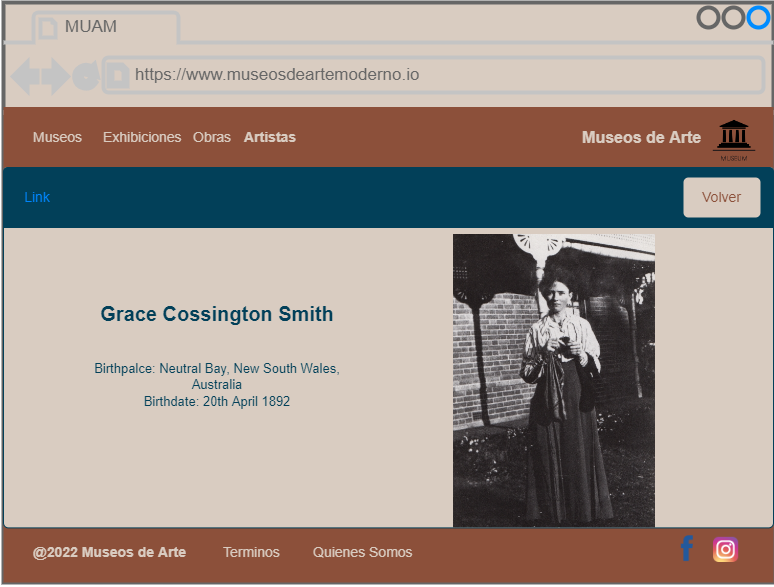 MUAM
https://www.museosdeartemoderno.io
Museos Exhibiciones Obras Artistas Museos de Arte
MUSEUM
Link Volver
Grace Cossington Smith
Birthpalce: Neutral Bay, New South Wales,
Australia
Birthdate: 20th April 1892
@2022 Museos de Arte Terminos Quienes Somos